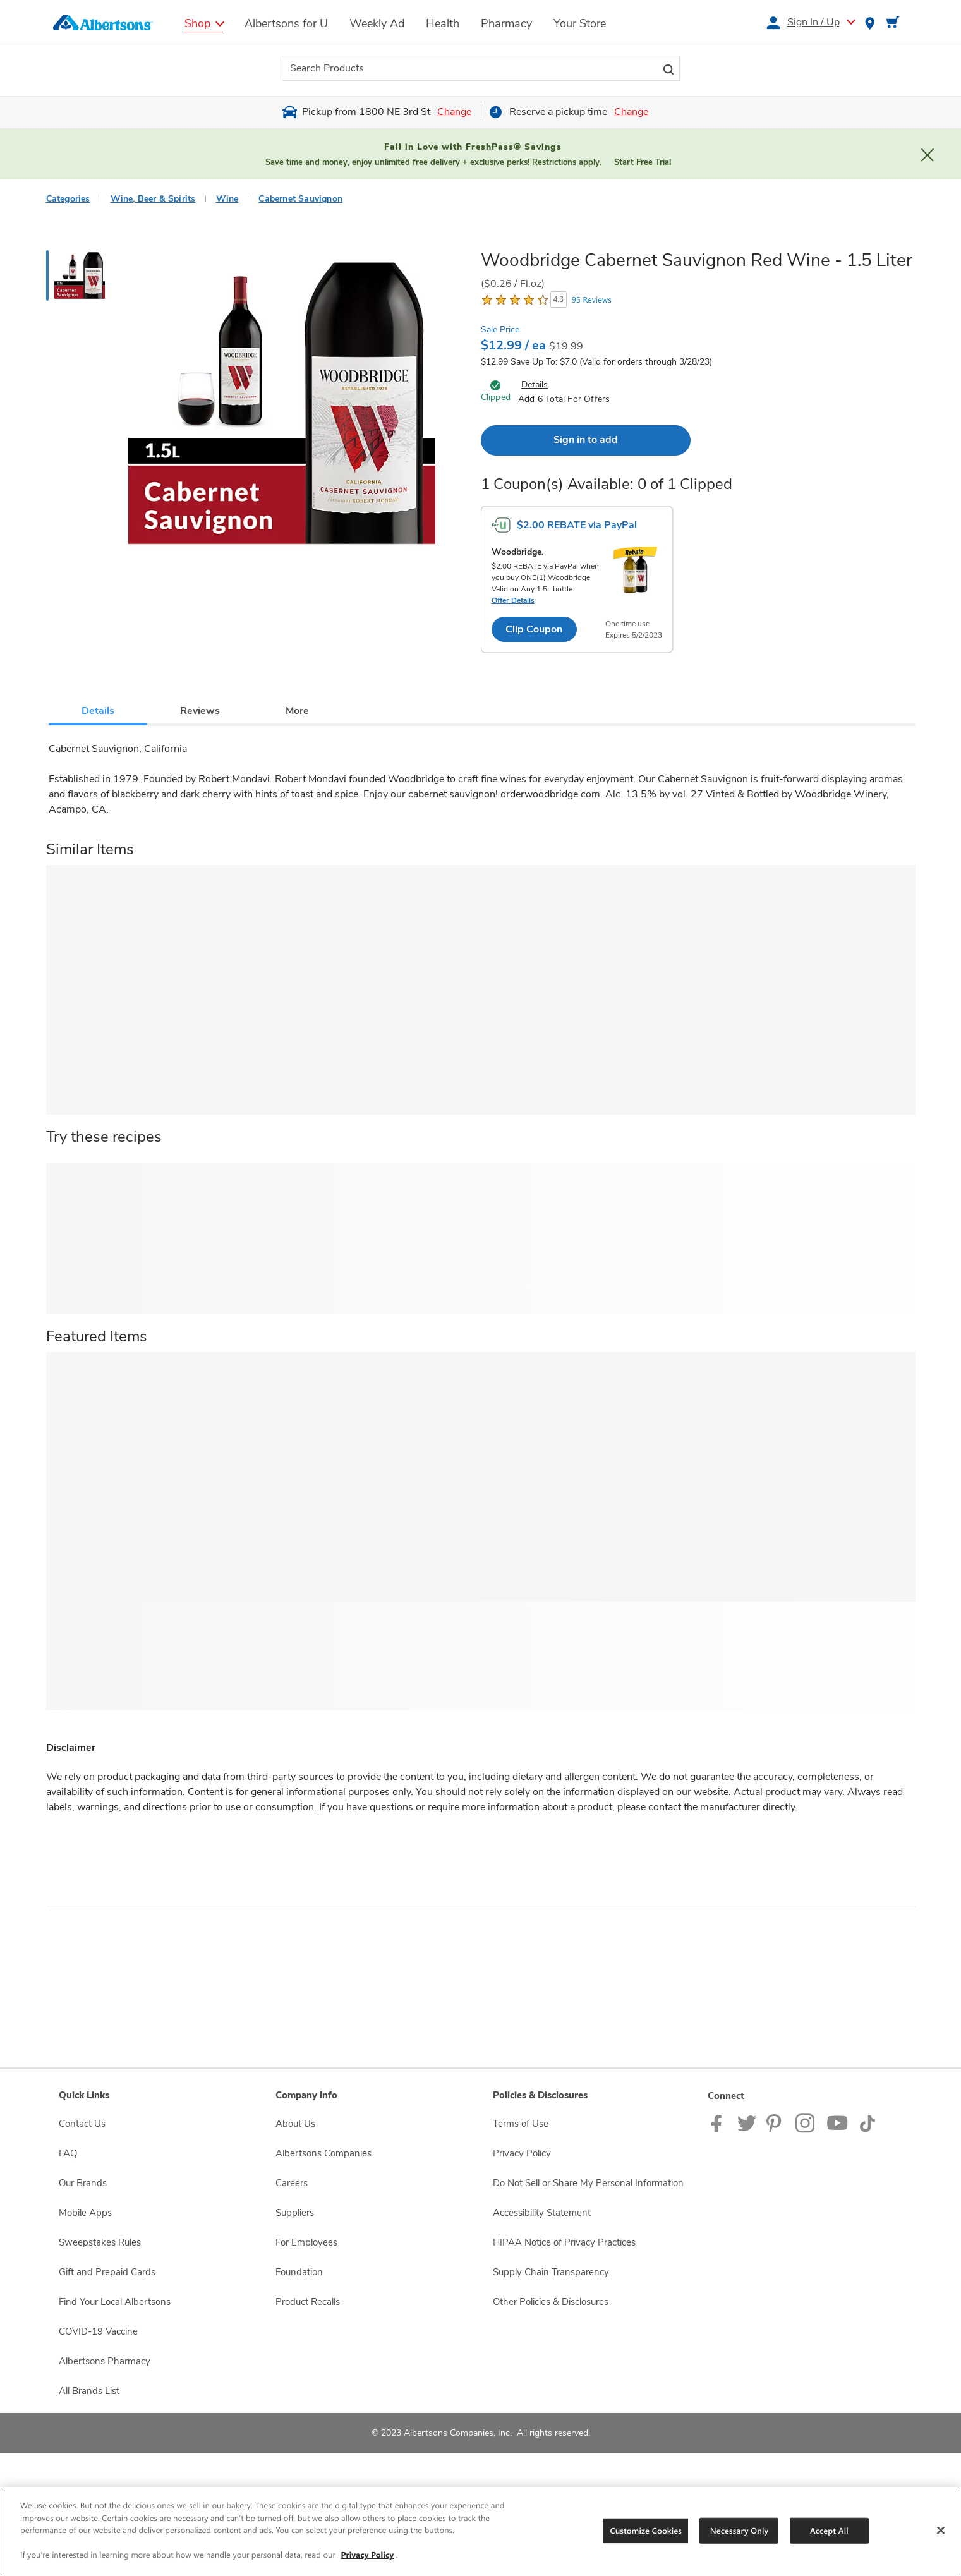 Albertsons
Shop
Albertsons for U
Weekly Ad
Health
Pharmacy
Your Store
Sign In / Up
Search Products
Pickup from 1800 NE 3rd St Change
Reserve a pickup time Change
Fall in Love with FreshPass® Savings
Save time and money, enjoy unlimited free delivery + exclusive perks! Restrictions apply. Start Free Trial
Categories | Wine, Beer & Spirits | Wine | Cabernet Sauvignon
1.5L
Cabernet
Sauvignon
WOODBRIDGE
WOODBRIDGE
ESTABLISHED 1979
CALIFORNIA
CABERNET SAUVIGNON
Founded by ROBERT MONDAVI
Woodbridge Cabernet Sauvignon Red Wine - 1.5 Liter
($0.26 / Fl.oz)
4.3 95 Reviews
Sale Price
$12.99 / ea $19.99
$12.99 Save Up To: $7.0 (Valid for orders through 3/28/23)
Clipped
Details
Add 6 Total For Offers
Sign in to add
1 Coupon(s) Available: 0 of 1 Clipped
for U $2.00 REBATE via PayPal
Woodbridge.
$2.00 REBATE via PayPal when
you buy ONE(1) Woodbridge
Valid on Any 1.5L bottle.
Offer Details
Rebate
Clip Coupon
One time use
Expires 5/2/2023
Details
Reviews
More
Cabernet Sauvignon, California
Established in 1979. Founded by Robert Mondavi. Robert Mondavi founded Woodbridge to craft fine wines for everyday enjoyment. Our Cabernet Sauvignon is fruit-forward displaying aromas
and flavors of blackberry and dark cherry with hints of toast and spice. Enjoy our cabernet sauvignon! orderwoodbridge.com. Alc. 13.5% by vol. 27 Vinted & Bottled by Woodbridge Winery,
Acampo, CA.
Similar Items
Try these recipes
Featured Items
Disclaimer
We rely on product packaging and data from third-party sources to provide the content to you, including dietary and allergen content. We do not guarantee the accuracy, completeness, or
availability of such information. Content is for general informational purposes only. You should not rely solely on the information displayed on our website. Actual product may vary. Always read
labels, warnings, and directions prior to use or consumption. If you have questions or require more information about a product, please contact the manufacturer directly.
Quick Links
Contact Us
FAQ
Our Brands
Mobile Apps
Sweepstakes Rules
Gift and Prepaid Cards
Find Your Local Albertsons
COVID-19 Vaccine
Albertsons Pharmacy
All Brands List
Company Info
About Us
Albertsons Companies
Careers
Suppliers
For Employees
Foundation
Product Recalls
Policies & Disclosures
Terms of Use
Privacy Policy
Do Not Sell or Share My Personal Information
Accessibility Statement
HIPAA Notice of Privacy Practices
Supply Chain Transparency
Other Policies & Disclosures
Connect
© 2023 Albertsons Companies, Inc. All rights reserved.
We use cookies. But not the delicious ones we sell in our bakery. These cookies are the digital type that enhances your experience and
improves our website. Certain cookies are necessary and can't be turned off, but we also allow others to place cookies to track the
performance of our website and deliver personalized content and ads. You can select your preference using the buttons.
If you're interested in learning more about how we handle your personal data, read our Privacy Policy .
Customize Cookies
Necessary Only
Accept All